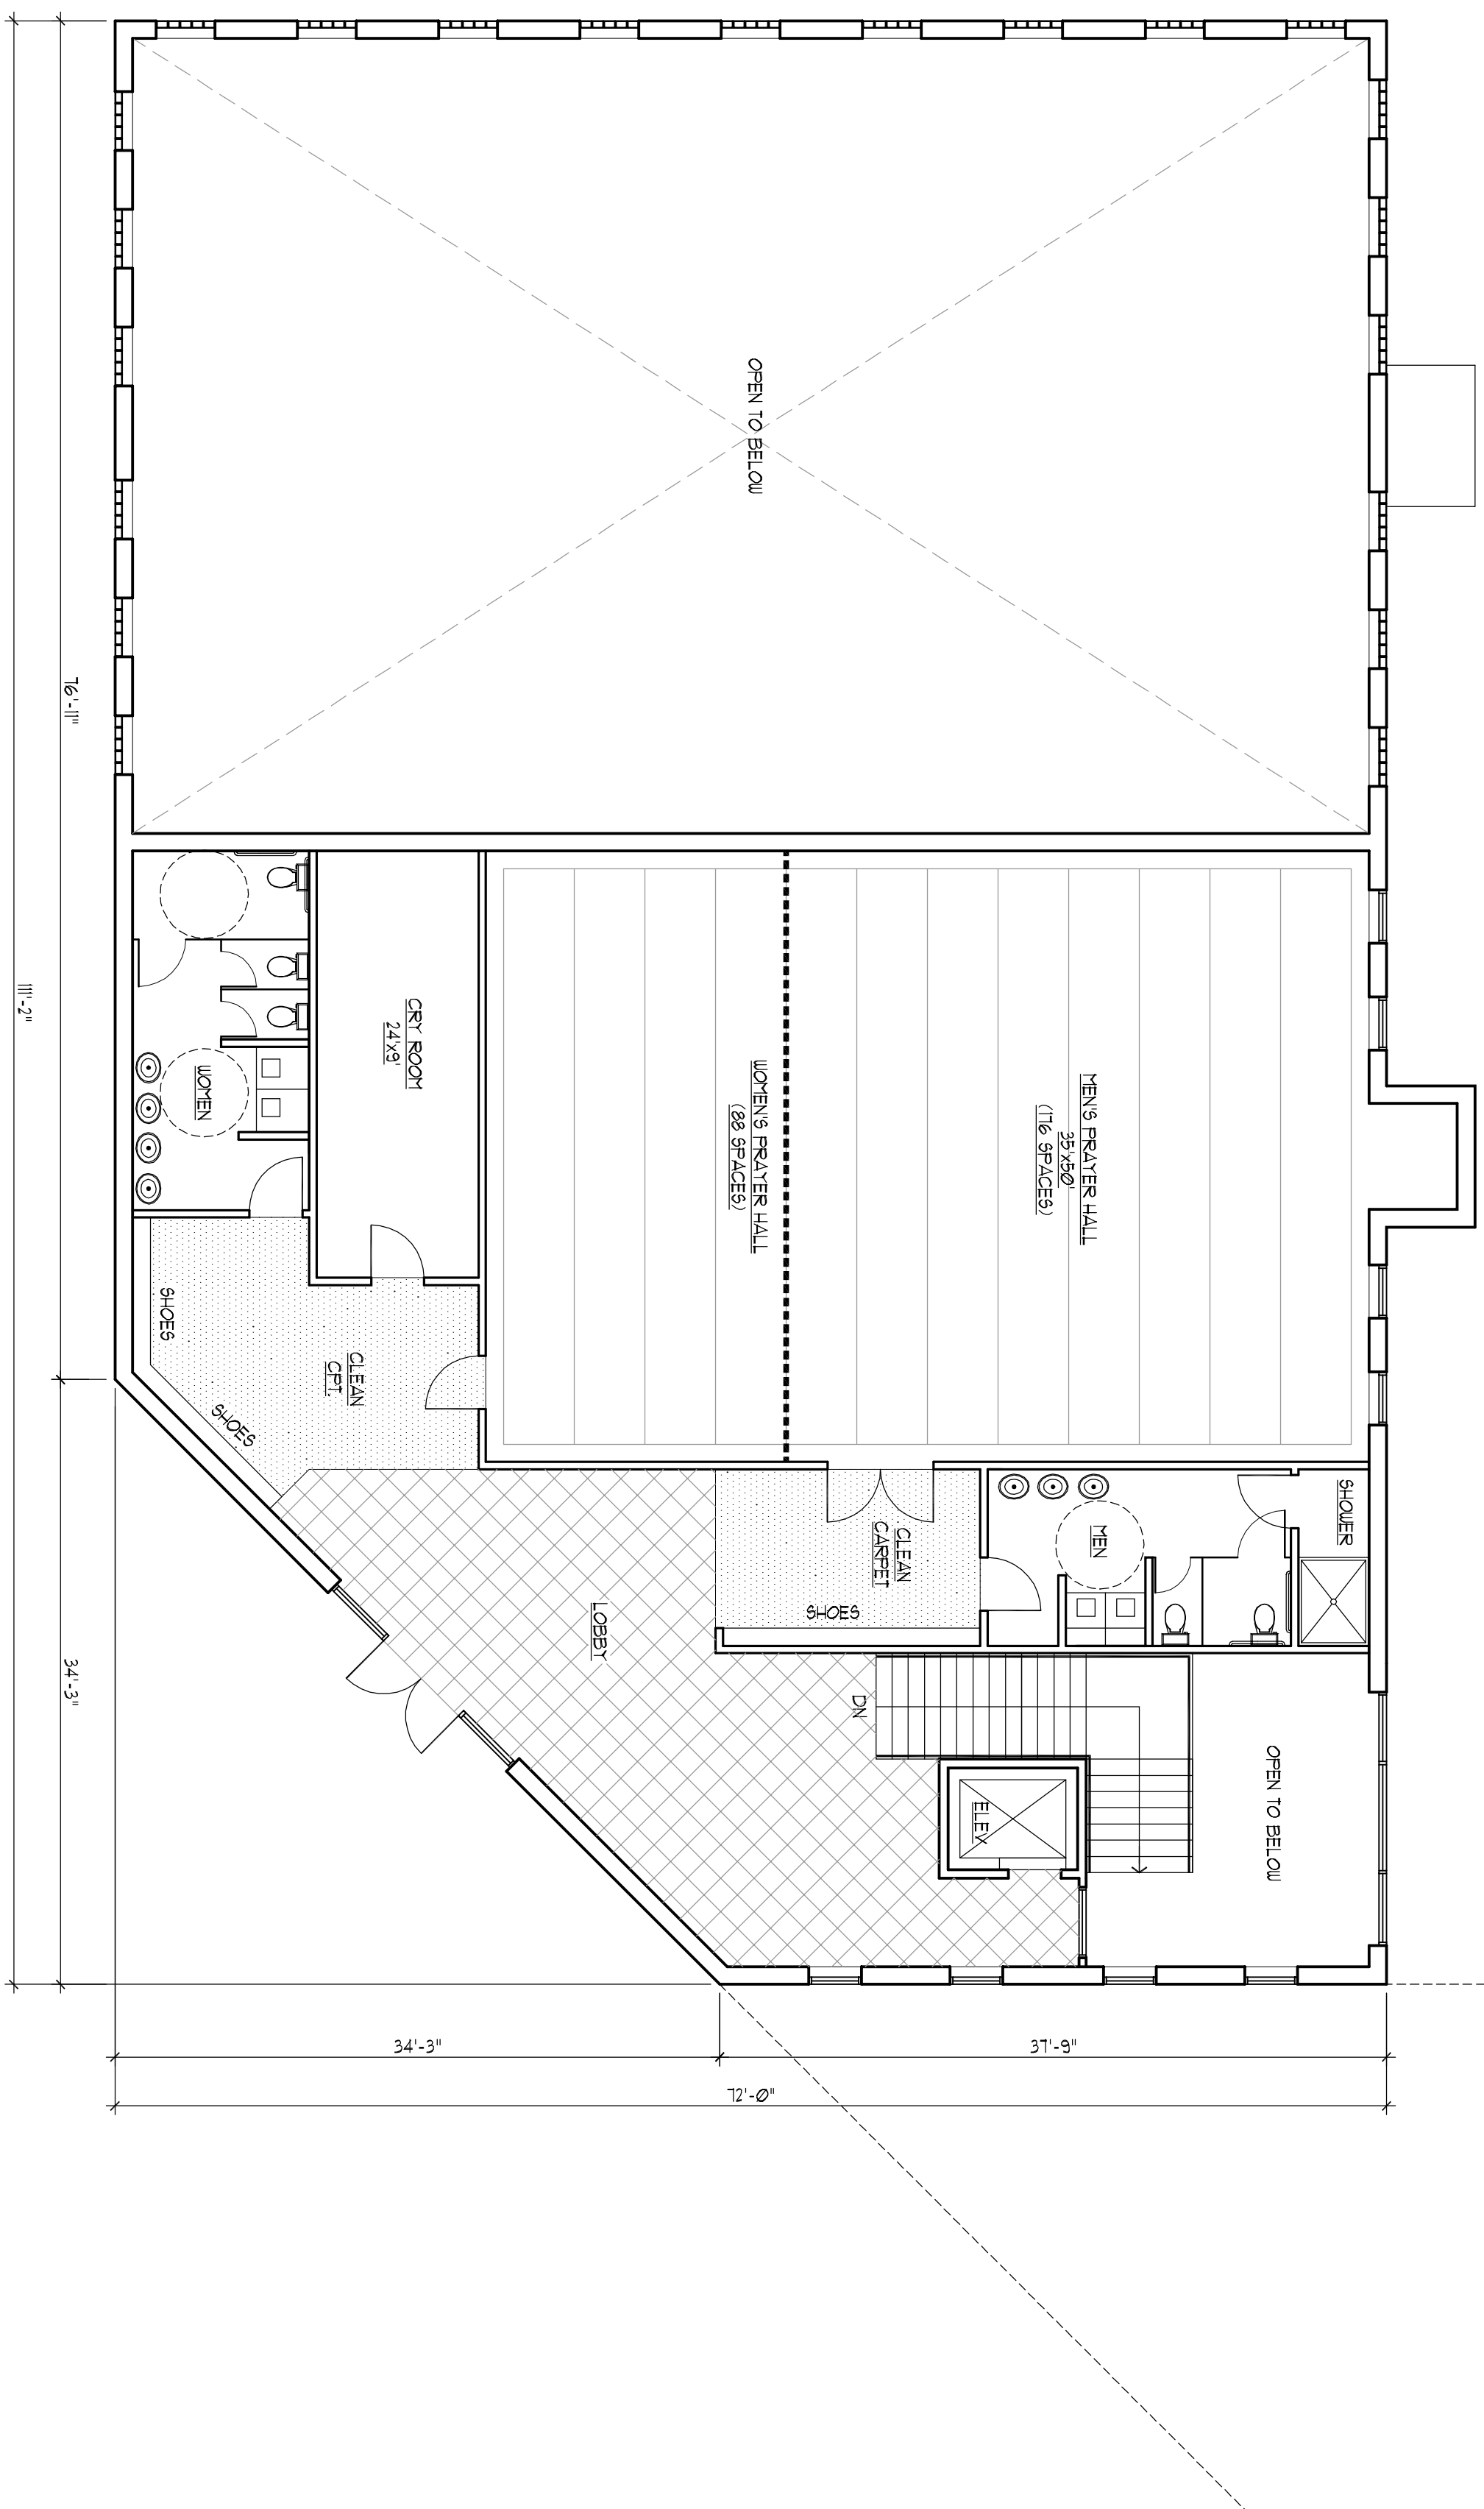 OPEN TO BELOW
76'-11"
111'-2"
CRY ROOM
24'x9'
WOMEN
WOMEN'S PRAYER HALL
(88 SPACES)
MEN'S PRAYER HALL
35'x50'
(176 SPACES)
SHOES
CLEAN
CPT.
SHOES
CLEAN
CARPET
SHOES
MEN
SHOWER
LOBBY
DN
ELEV
OPEN TO BELOW
34'-3"
34'-3"
37'-9"
72'-0"